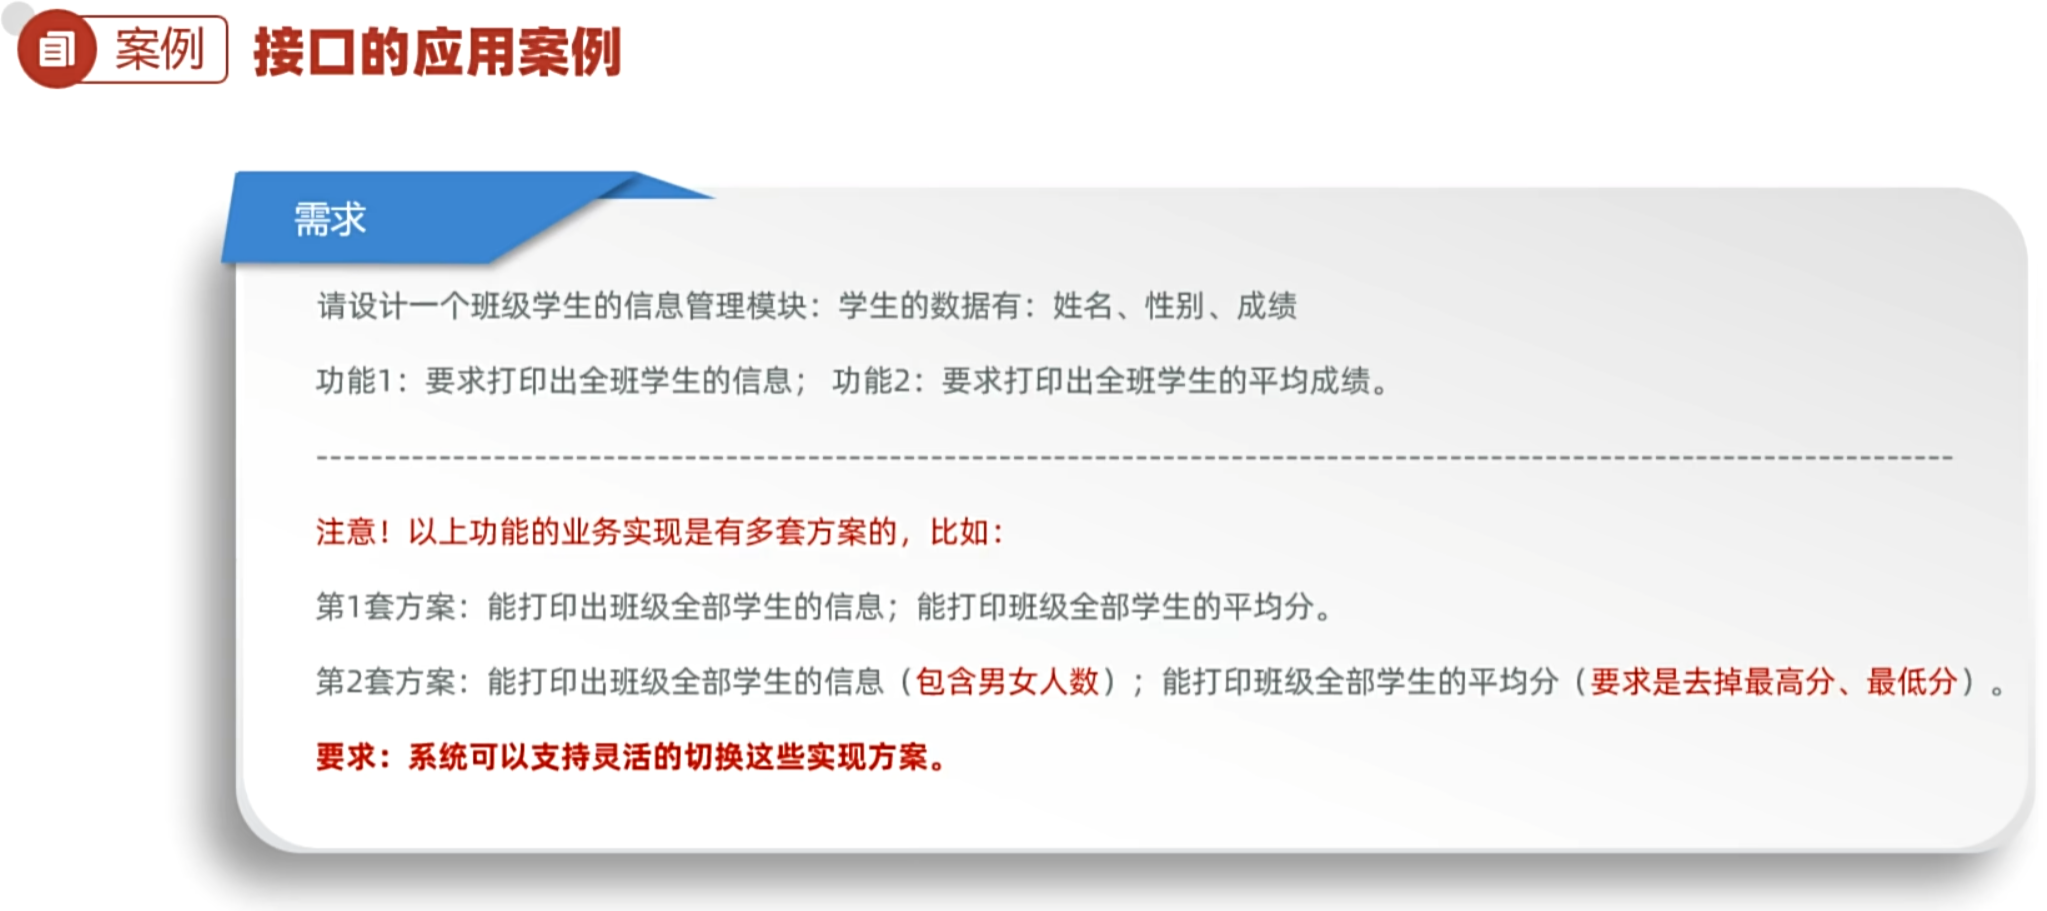 案例 接口的应用案例
需求
请设计一个班级学生的信息管理模块：学生的数据有：姓名、性别、成绩
功能1：要求打印出全班学生的信息； 功能2：要求打印出全班学生的平均成绩。
注意！以上功能的业务实现是有多套方案的，比如：
第1套方案：能打印出班级全部学生的信息；能打印班级全部学生的平均分。
第2套方案：能打印出班级全部学生的信息（包含男女人数）；能打印班级全部学生的平均分（要求是去掉最高分、最低分）。
要求：系统可以支持灵活的切换这些实现方案。